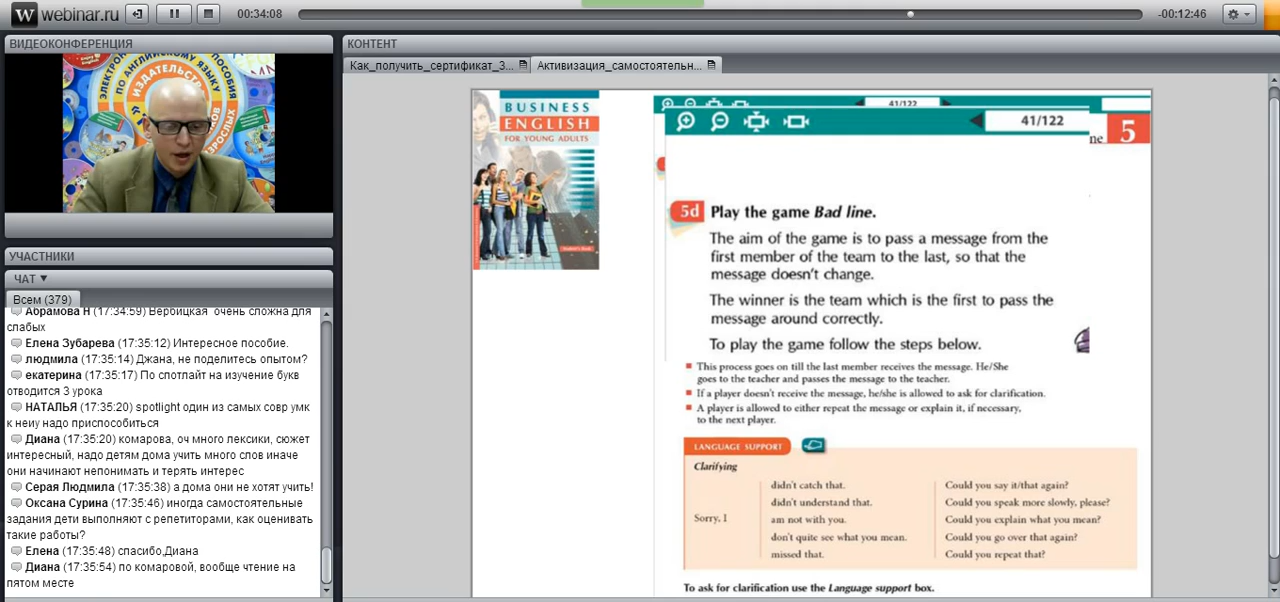 webinar.ru
00:34:08
-00:12:46
ВИДЕОКОНФЕРЕНЦИЯ
ЭЛЕКТРОННЫЕ ПОСОБИЯ
ПО АНГЛИЙСКОМУ ЯЗЫКУ
УЧАСТНИКИ
ЧАТ
Всем (379)
Абрамова Н (17:34:59) Вербицкая очень сложна для
слабых
Елена Зубарева (17:35:12) Интересное пособие.
людмила (17:35:14) Джана, не поделитесь опытом?
екатерина (17:35:17) По спотлайт на изучение букв
отводится 3 урока
НАТАЛЬЯ (17:35:20) spotlight один из самых совр умк
к неиу надо приспособиться
Диана (17:35:20) комарова, оч много лексики, сюжет
интересный, надо детям дома учить много слов иначе
они начинают непонимать и терять интерес
Серая Людмила (17:35:38) а дома они не хотят учить!
Оксана Сурина (17:35:46) иногда самостоятельные
задания дети выполняют с репетиторами, как оценивать
такие работы?
Елена (17:35:48) спасибо,Диана
Диана (17:35:54) по комаровой, вообще чтение на
пятом месте
КОНТЕНТ
Как_получить_сертификат_3...
Активизация_самостоятельн...
BUSINESS
ENGLISH
FOR YOUNG ADULTS
41/122
41/122
ne 5
5d Play the game Bad line.
The aim of the game is to pass a message from the
first member of the team to the last, so that the
message doesn't change.
The winner is the team which is the first to pass the
message around correctly.
To play the game follow the steps below.
This process goes on till the last member receives the message. He/She
goes to the teacher and passes the message to the teacher.
If a player doesn't receive the message, he/she is allowed to ask for clarification.
A player is allowed to either repeat the message or explain it, if necessary,
to the next player.
LANGUAGE SUPPORT
Clarifying
didn't catch that. Could you say it/that again?
didn't understand that. Could you speak more slowly, please?
Sorry, I am not with you. Could you explain what you mean?
don't quite see what you mean. Could you go over that again?
missed that. Could you repeat that?
To ask for clarification use the Language support box.